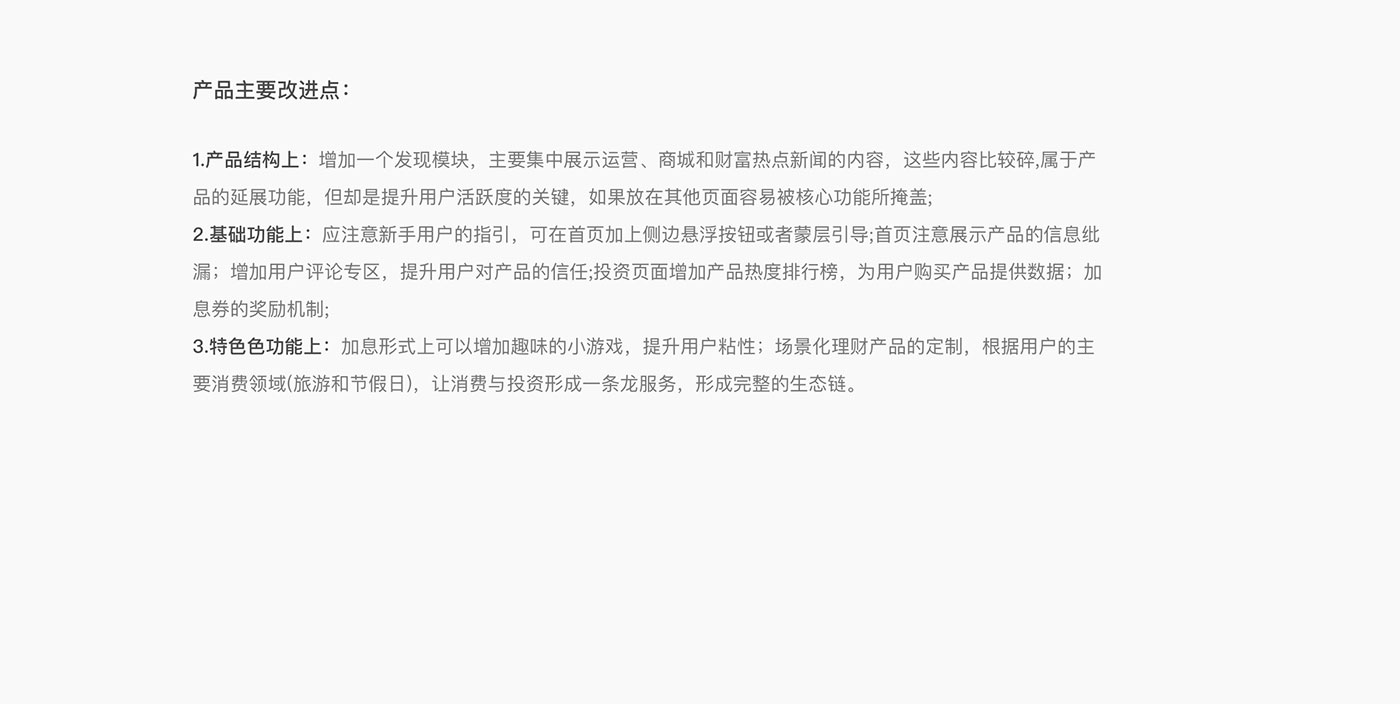 产品主要改进点：
1.产品结构上：增加一个发现模块，主要集中展示运营、商城和财富热点新闻的内容，这些内容比较碎,属于产
品的延展功能，但却是提升用户活跃度的关键，如果放在其他页面容易被核心功能所掩盖;
2.基础功能上：应注意新手用户的指引，可在首页加上侧边悬浮按钮或者蒙层引导;首页注意展示产品的信息纰
漏；增加用户评论专区，提升用户对产品的信任;投资页面增加产品热度排行榜，为用户购买产品提供数据；加
息券的奖励机制;
3.特色色功能上：加息形式上可以增加趣味的小游戏，提升用户粘性；场景化理财产品的定制，根据用户的主
要消费领域(旅游和节假日)，让消费与投资形成一条龙服务，形成完整的生态链。